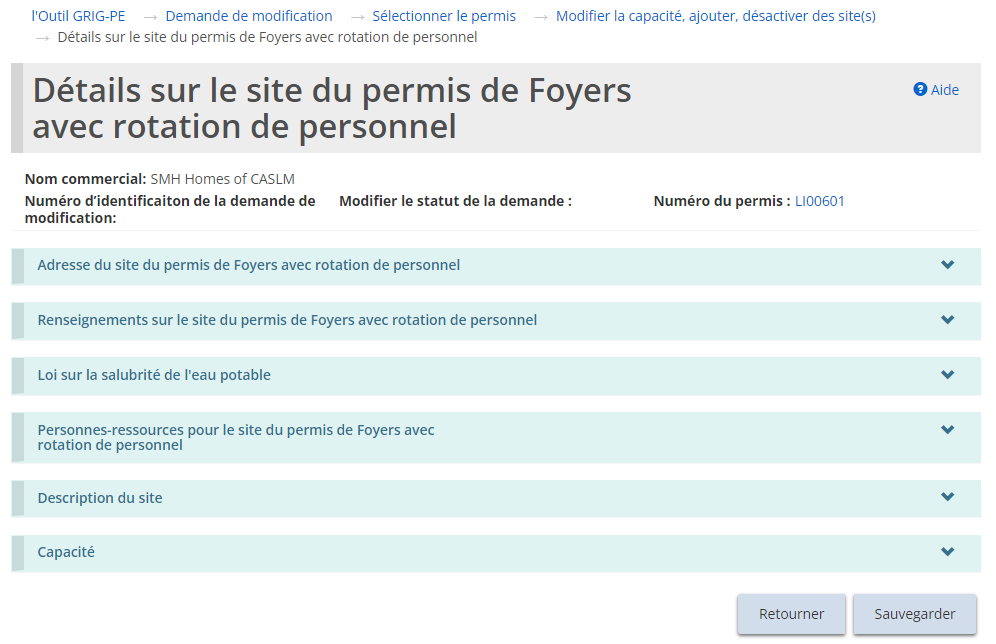 l'Outil GRIG-PE → Demande de modification → Sélectionner le permis → Modifier la capacité, ajouter, désactiver des site(s)
→ Détails sur le site du permis de Foyers avec rotation de personnel
Détails sur le site du permis de Foyers
avec rotation de personnel
Aide
Nom commercial: SMH Homes of CASLM
Numéro d’identificaiton de la demande de
modification:
Modifier le statut de la demande :
Numéro du permis : LI00601
Adresse du site du permis de Foyers avec rotation de personnel
Renseignements sur le site du permis de Foyers avec rotation de personnel
Loi sur la salubrité de l'eau potable
Personnes-ressources pour le site du permis de Foyers avec
rotation de personnel
Description du site
Capacité
Retourner
Sauvegarder